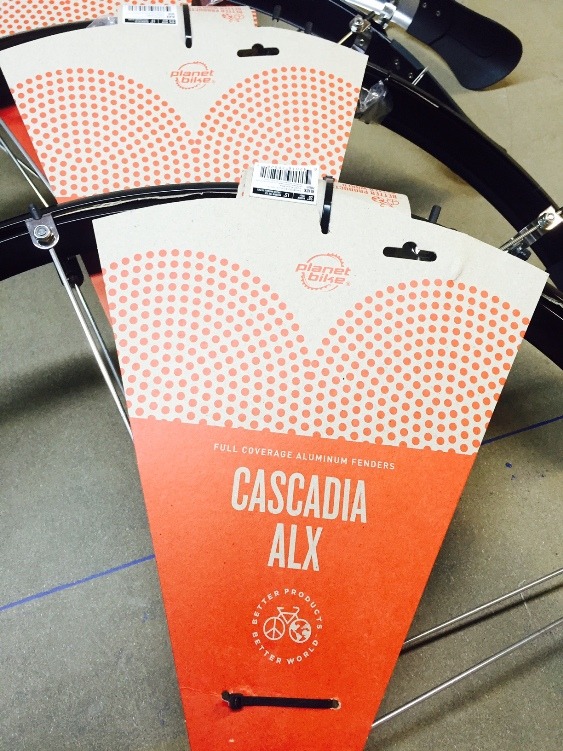 planet
bike
planet
bike
FULL COVERAGE ALUMINUM FENDERS
CASCADIA
ALX
BETTER PRODUCTS
BETTER WORLD